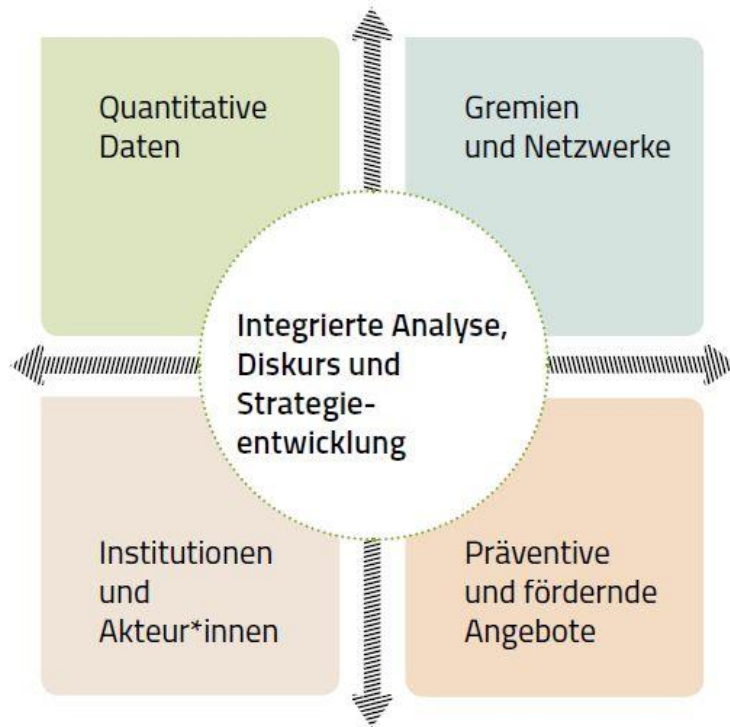 Quantitative
Daten
Gremien
und Netzwerke
Integrierte Analyse,
Diskurs und
Strategie-
entwicklung
Institutionen
und
Akteur*innen
Präventive
und fördernde
Angebote